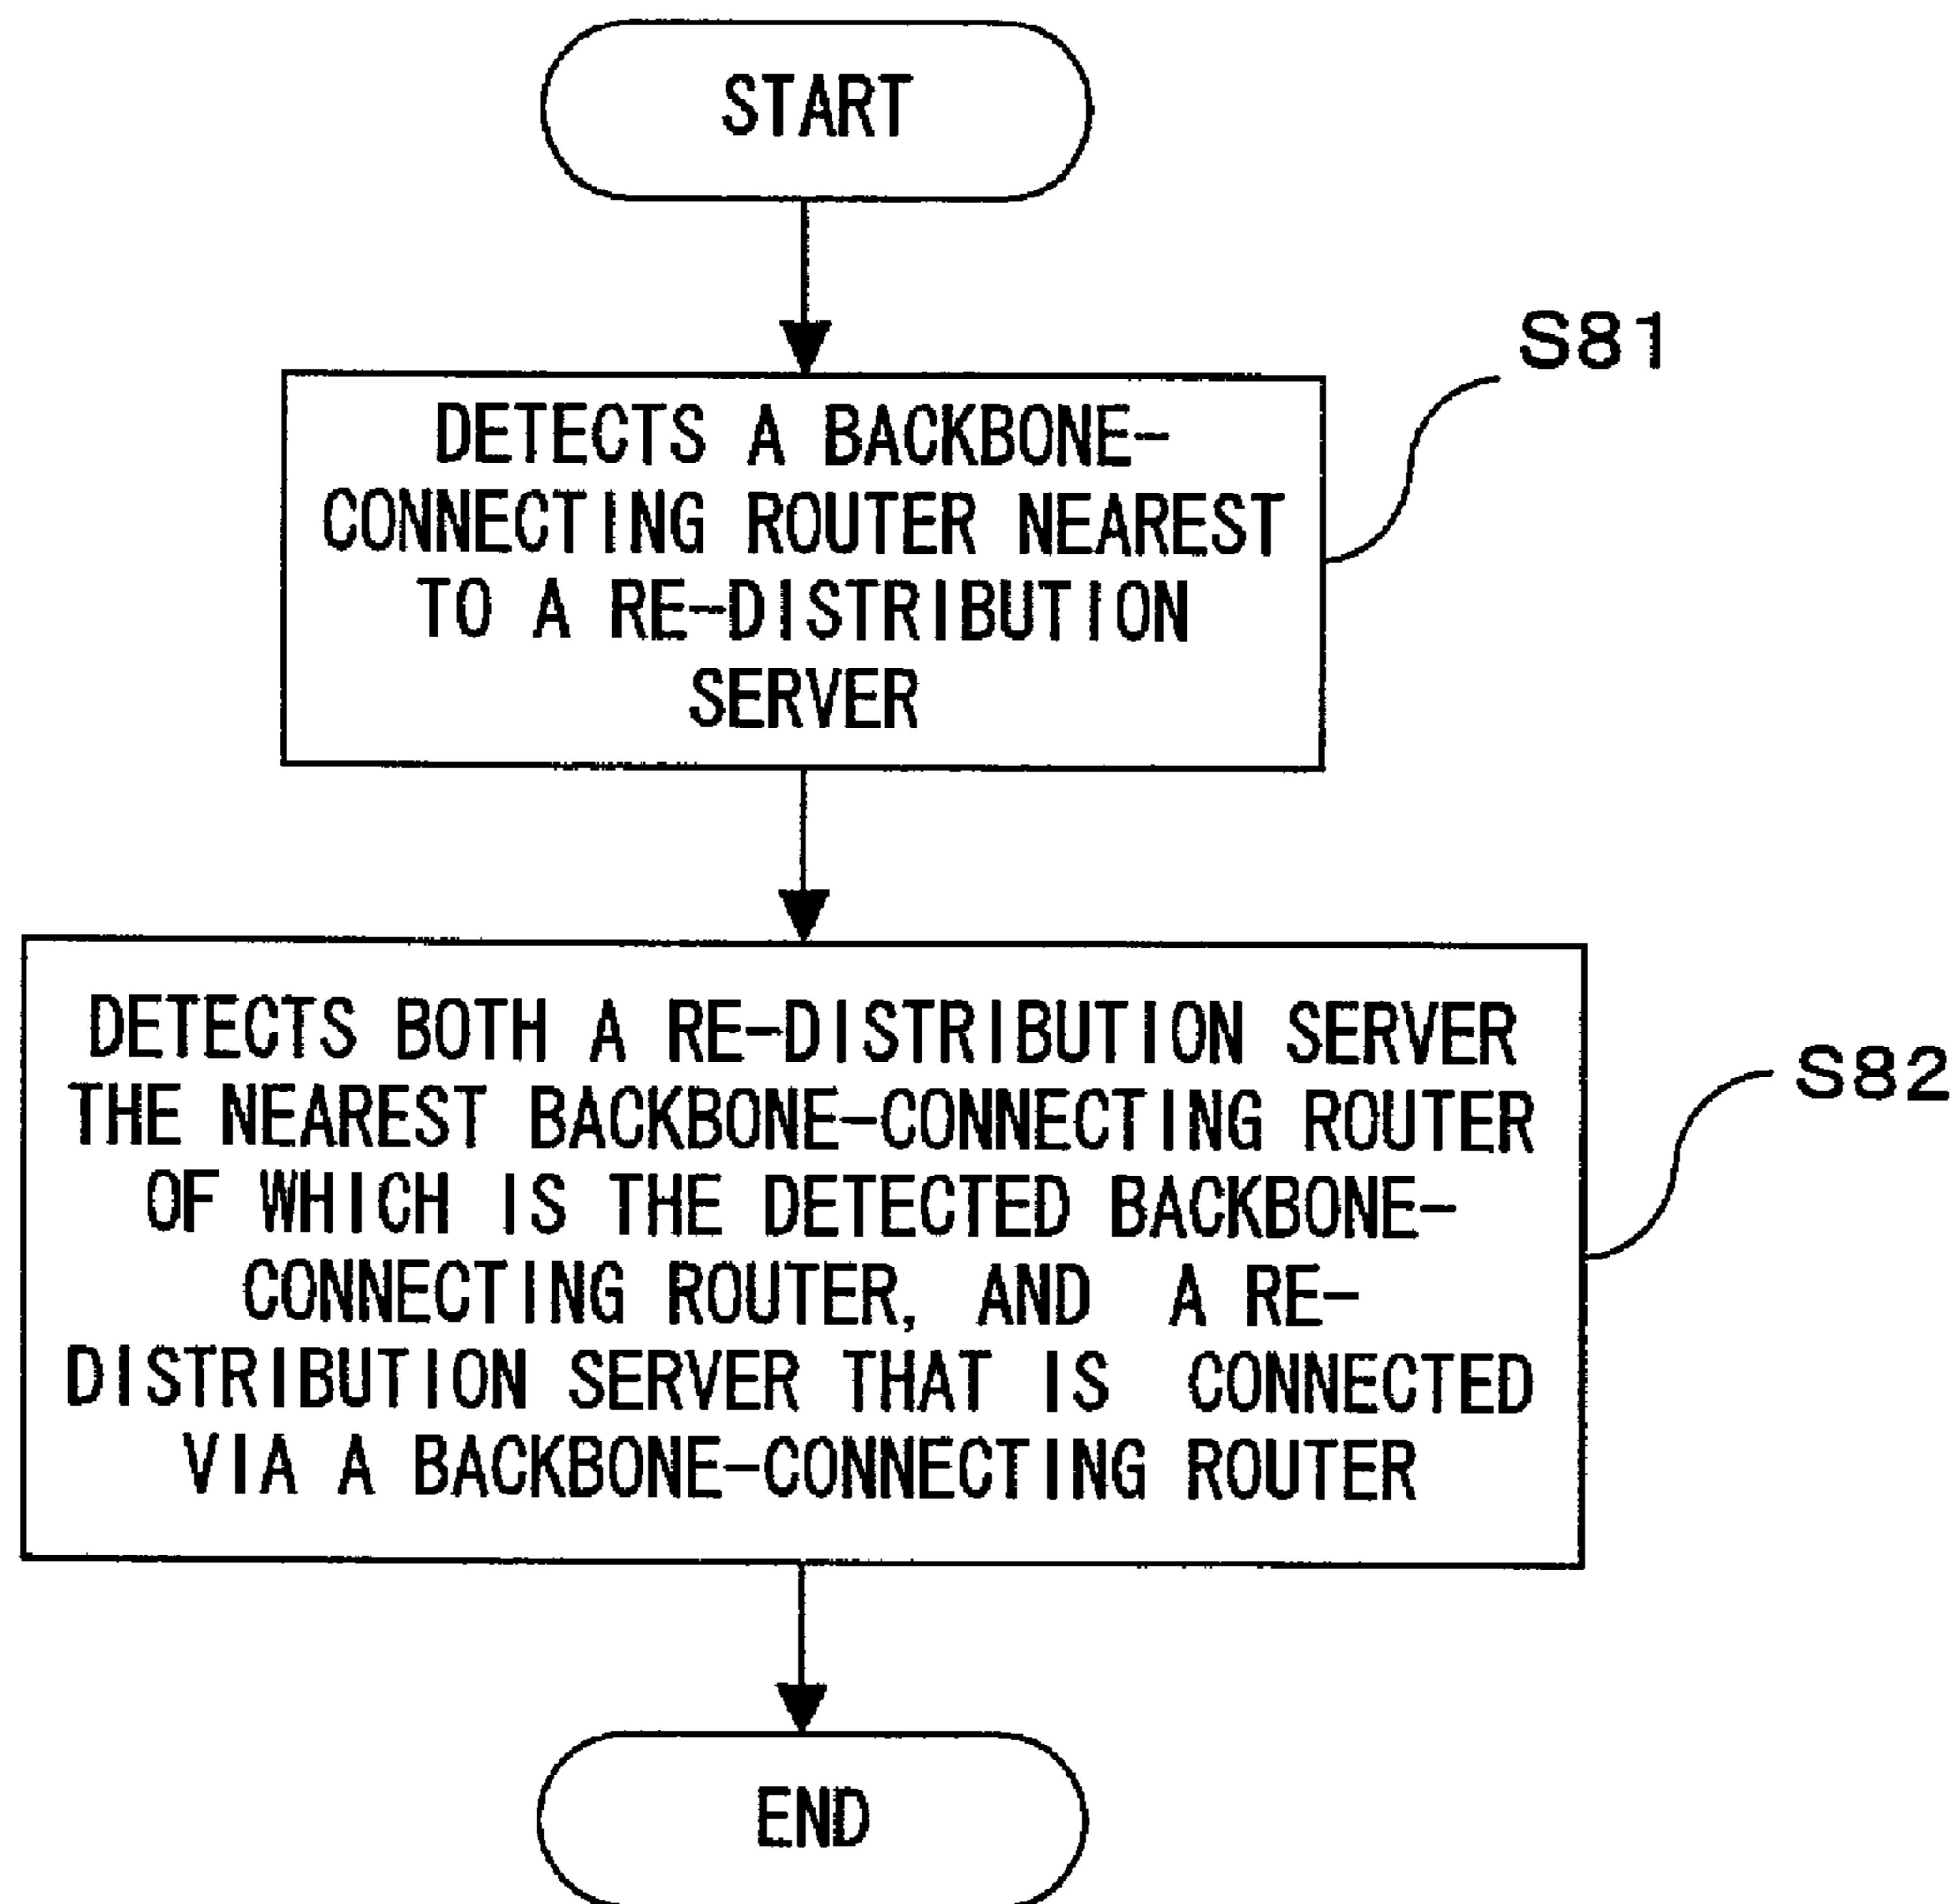 START
S81
DETECTS A BACKBONE-
CONNECTING ROUTER NEAREST
TO A RE-DISTRIBUTION
SERVER
DETECTS BOTH A RE-DISTRIBUTION SERVER
THE NEAREST BACKBONE-CONNECTING ROUTER
OF WHICH IS THE DETECTED BACKBONE-
CONNECTING ROUTER, AND A RE-
DISTRIBUTION SERVER THAT IS CONNECTED
VIA A BACKBONE-CONNECTING ROUTER
S82
END